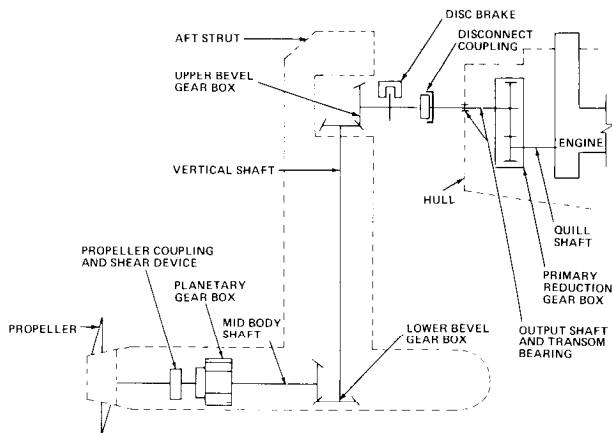 DISC BRAKE
DISCONNECT
COUPLING
AFT STRUT
UPPER BEVEL
GEAR BOX
ENGINE
VERTICAL SHAFT
HULL
QUILL
SHAFT
PROPELLER COUPLING
AND SHEAR DEVICE
PLANETARY
GEAR BOX
PRIMARY
REDUCTION
GEAR BOX
PROPELLER
MID BODY
SHAFT
LOWER BEVEL
GEAR BOX
OUTPUT SHAFT
AND TRANSOM
BEARING